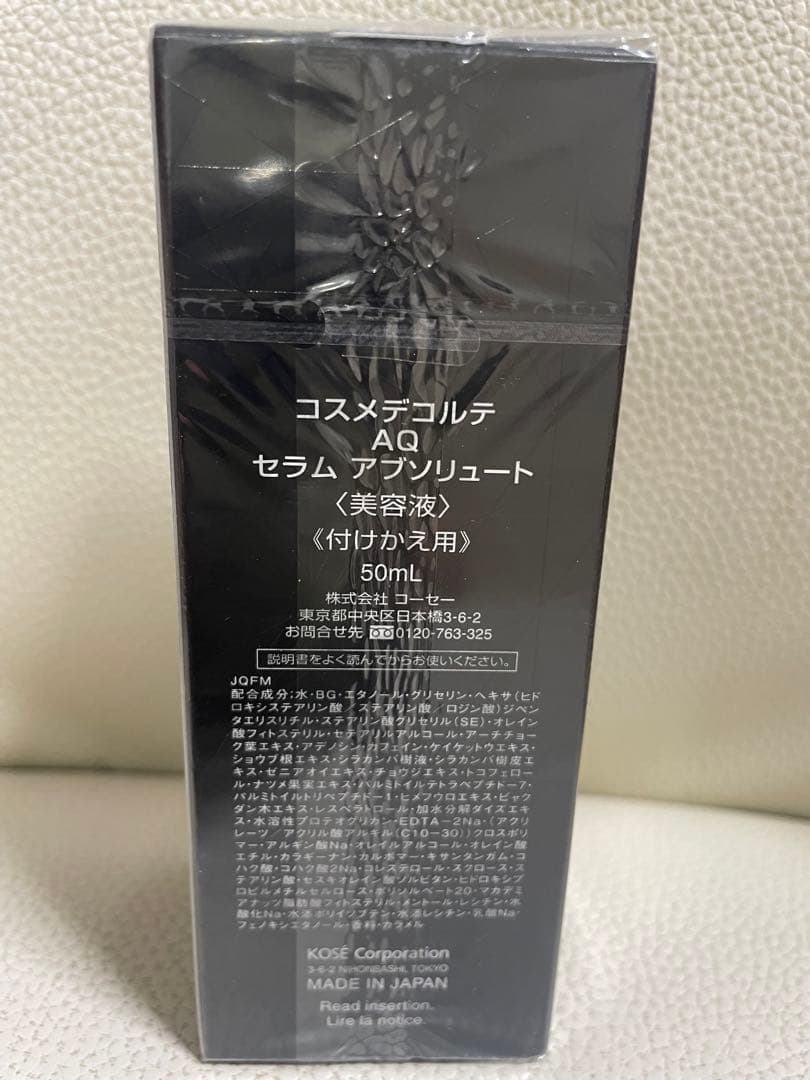 コスメデコルテ
AQ
セラム アブソリュート
〈美容液〉
《付けかえ用》
50mL
株式会社 コーセー
東京都中央区日本橋3-6-2
お問合せ先 0120-763-325
説明書をよく読んでからお使いください。
JQFM
配合成分:水・BG・エタノール・グリセリン・ヘキサ(ヒド
ロキシステアリン酸／ステアリン酸／ロジン酸)ジペン
タエリスリチル・ステアリン酸グリセリル(SE)・オレイン
酸フィトステリル・セテアリルアルコール・アーチチョー
ク葉エキス・アデノシン・カフェイン・ケイケットウエキス・
ショウブ根エキス・シラカンバ樹液・シラカンバ樹皮エ
キス・ゼニアオイエキス・チョウジエキス・トコフェロー
ル・ナツメ果実エキス・パルミトイルテトラペプチド-7・
パルミトイルトリペプチド-1・ヒメフウロエキス・ビャク
ダン木エキス・レスベラトロール・加水分解ダイズエキ
ス・水溶性プロテオグリカン・EDTA-2Na・(アクリ
レーツ／アクリル酸アルキル(C10-30))クロスポリ
マー・アルギン酸Na・オレイルアルコール・オレイン酸
エチル・カラギーナン・カルボマー・キサンタンガム・コ
ハク酸・コハク酸2Na・コレステロール・スクロース・ス
テアリン酸・セスキオレイン酸ソルビタン・ヒドロキシプ
ロピルメチルセルロース・ポリソルベート20・マカデミ
アナッツ脂肪酸フィトステリル・メントール・レシチン・水
酸化Na・水添ポリイソブテン・水添レシチン・乳酸Na・
フェノキシエタノール・香料・カラメル
KOSÉ Corporation
3-6-2 NIHONBASHI, TOKYO
MADE IN JAPAN
Read insertion.
Lire la notice.